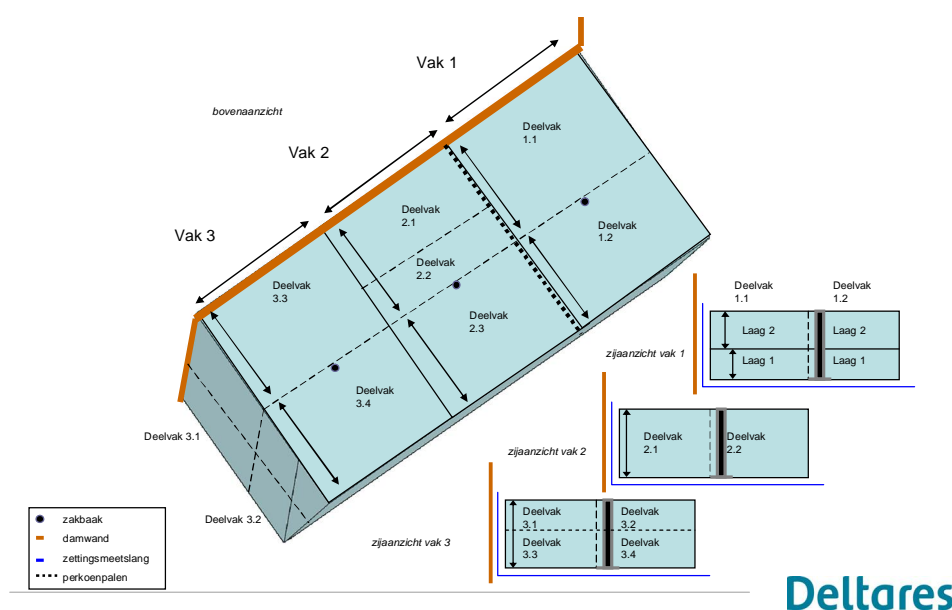 Vak 1
bovenaanzicht
Vak 2
Vak 3
Deelvak
1.1
Deelvak
2.1
Deelvak
1.2
Deelvak
2.2
Deelvak
3.3
Deelvak
2.3
Deelvak
3.4
Deelvak 3.1
Deelvak 3.2
Deelvak
1.1
Deelvak
1.2
Laag 2
Laag 2
Laag 1
Laag 1
zijaanzicht vak 1
Deelvak
2.1
Deelvak
2.2
zijaanzicht vak 2
Deelvak
3.1
Deelvak
3.2
Deelvak
3.3
Deelvak
3.4
zijaanzicht vak 3
zakbaak
damwand
zettingsmeetslang
perkoenpalen
Deltares